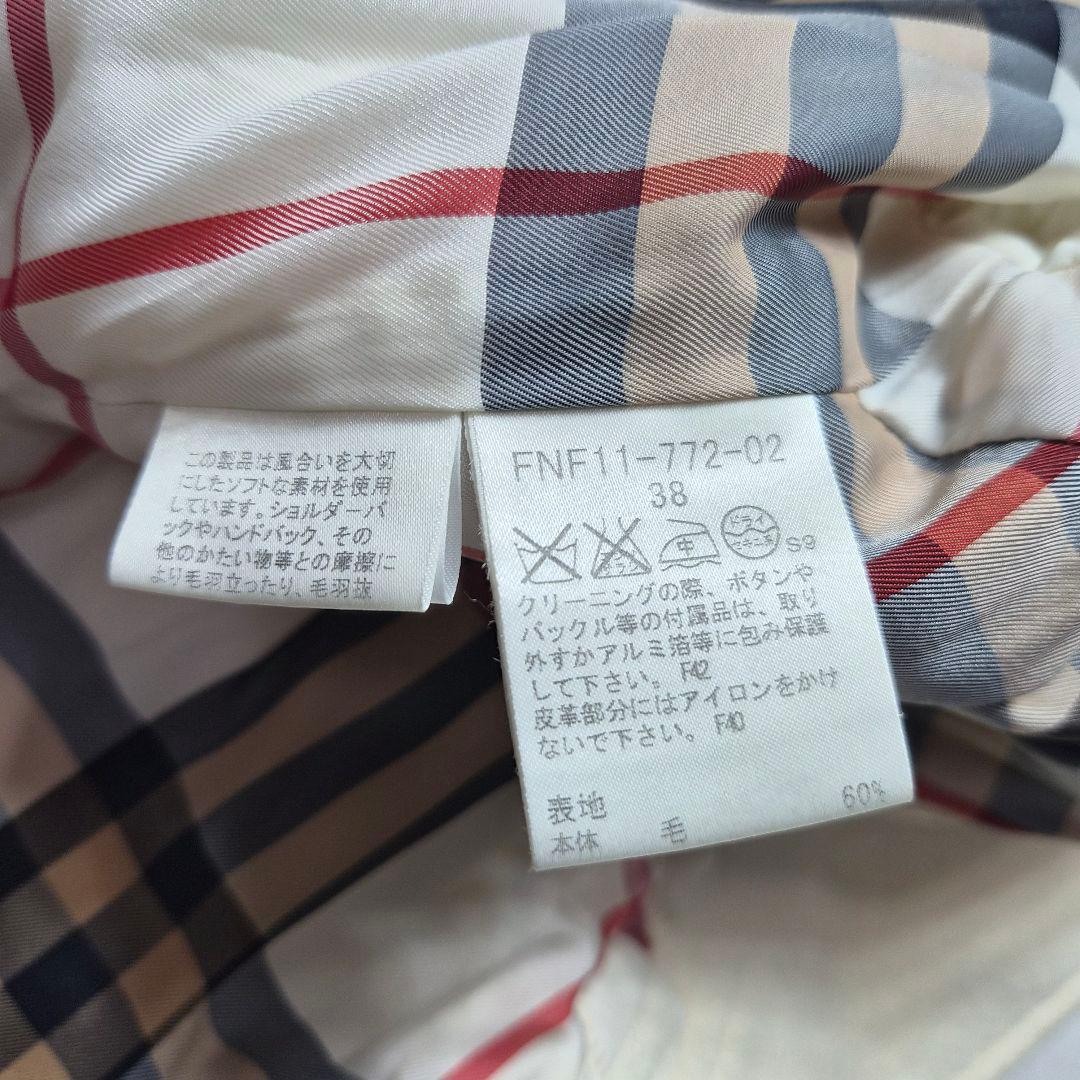 この製品は風合いを大切
にしたソフトな素材を使用
しています。ショルダーバ
ックやハンドバック、その
他のかたい物等との摩擦に
より毛羽立ったり、毛羽抜
FNF11-772-02
38
中
ドライ
S9
クリーニングの際、ボタンや
バックル等の付属品は、取り
外すかアルミ箔等に包み保護
して下さい。 F42
皮革部分にはアイロンをかけ
ないで下さい。 F40
表地
本体 毛 60%